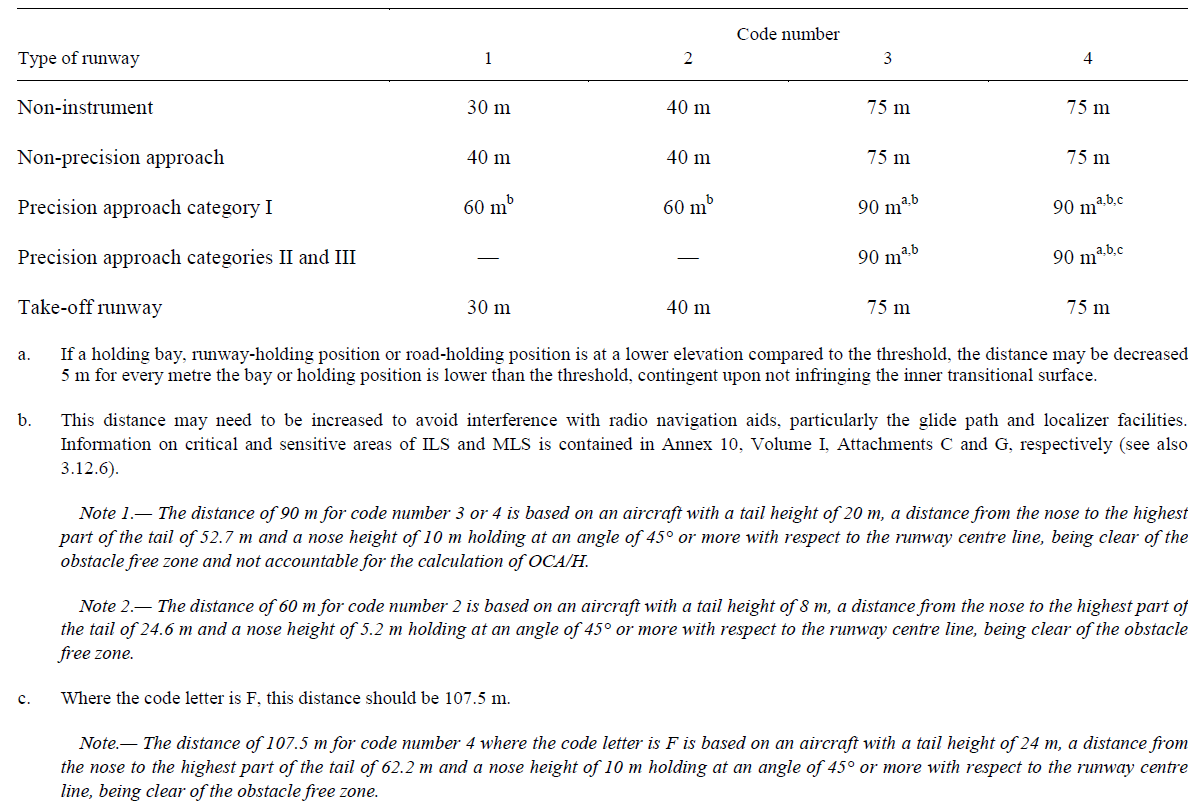 Code number
Type of runway 1 2 3 4
Non-instrument 30 m 40 m 75 m 75 m
Non-precision approach 40 m 40 m 75 m 75 m
Precision approach category I 60 m^b 60 m^b 90 m^a,b 90 m^a,b,c
Precision approach categories II and III — — 90 m^a,b 90 m^a,b,c
Take-off runway 30 m 40 m 75 m 75 m
a. If a holding bay, runway-holding position or road-holding position is at a lower elevation compared to the threshold, the distance may be decreased
5 m for every metre the bay or holding position is lower than the threshold, contingent upon not infringing the inner transitional surface.
b. This distance may need to be increased to avoid interference with radio navigation aids, particularly the glide path and localizer facilities.
Information on critical and sensitive areas of ILS and MLS is contained in Annex 10, Volume I, Attachments C and G, respectively (see also
3.12.6).
Note 1.— The distance of 90 m for code number 3 or 4 is based on an aircraft with a tail height of 20 m, a distance from the nose to the highest
part of the tail of 52.7 m and a nose height of 10 m holding at an angle of 45° or more with respect to the runway centre line, being clear of the
obstacle free zone and not accountable for the calculation of OCA/H.
Note 2.— The distance of 60 m for code number 2 is based on an aircraft with a tail height of 8 m, a distance from the nose to the highest part of
the tail of 24.6 m and a nose height of 5.2 m holding at an angle of 45° or more with respect to the runway centre line, being clear of the obstacle
free zone.
c. Where the code letter is F, this distance should be 107.5 m.
Note.— The distance of 107.5 m for code number 4 where the code letter is F is based on an aircraft with a tail height of 24 m, a distance from
the nose to the highest part of the tail of 62.2 m and a nose height of 10 m holding at an angle of 45° or more with respect to the runway centre
line, being clear of the obstacle free zone.